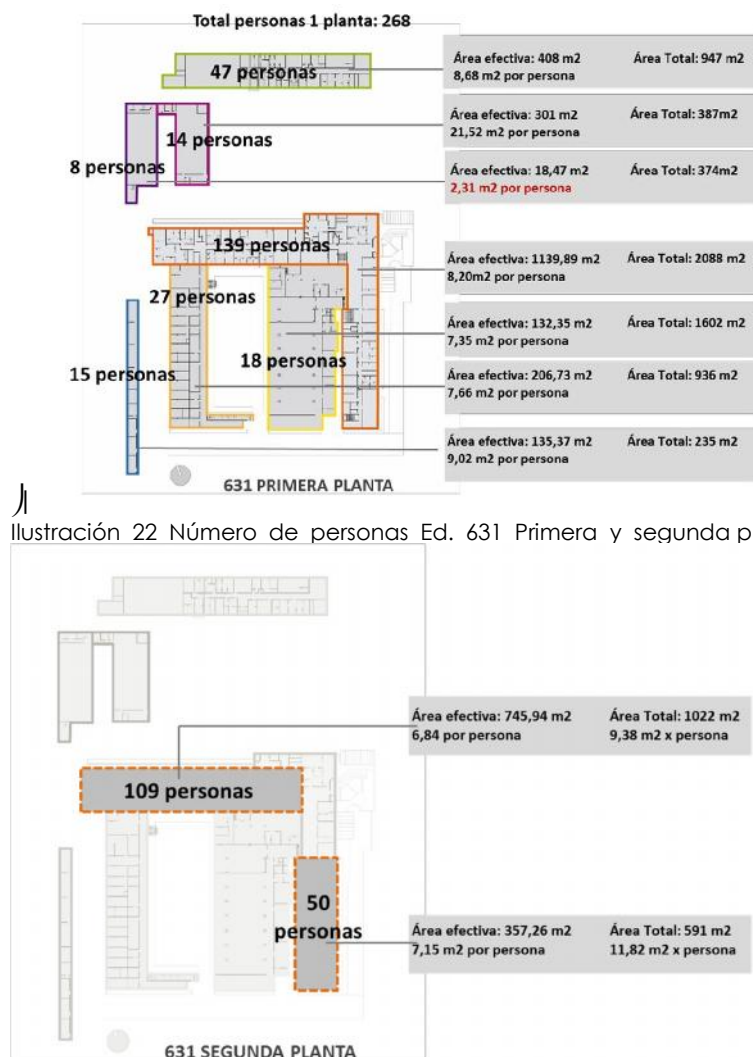 Total personas 1 planta: 268
47 personas
Área efectiva: 408 m2 Área Total: 947 m2
8,68 m2 por persona
14 personas
Área efectiva: 301 m2 Área Total: 387m2
21,52 m2 por persona
8 personas
Área efectiva: 18,47 m2 Área Total: 374m2
2,31 m2 por persona
139 personas
Área efectiva: 1139,89 m2 Área Total: 2088 m2
8,20m2 por persona
27 personas
Área efectiva: 132,35 m2 Área Total: 1602 m2
7,35 m2 por persona
18 personas
15 personas
Área efectiva: 206,73 m2 Área Total: 936 m2
7,66 m2 por persona
Área efectiva: 135,37 m2 Área Total: 235 m2
9,02 m2 por persona
631 PRIMERA PLANTA
Ilustración 22 Número de personas Ed. 631 Primera y segunda p
Área efectiva: 745,94 m2 Área Total: 1022 m2
6,84 por persona 9,38 m2 x persona
109 personas
50
personas
Área efectiva: 357,26 m2 Área Total: 591 m2
7,15 m2 por persona 11,82 m2 x persona
631 SEGUNDA PLANTA